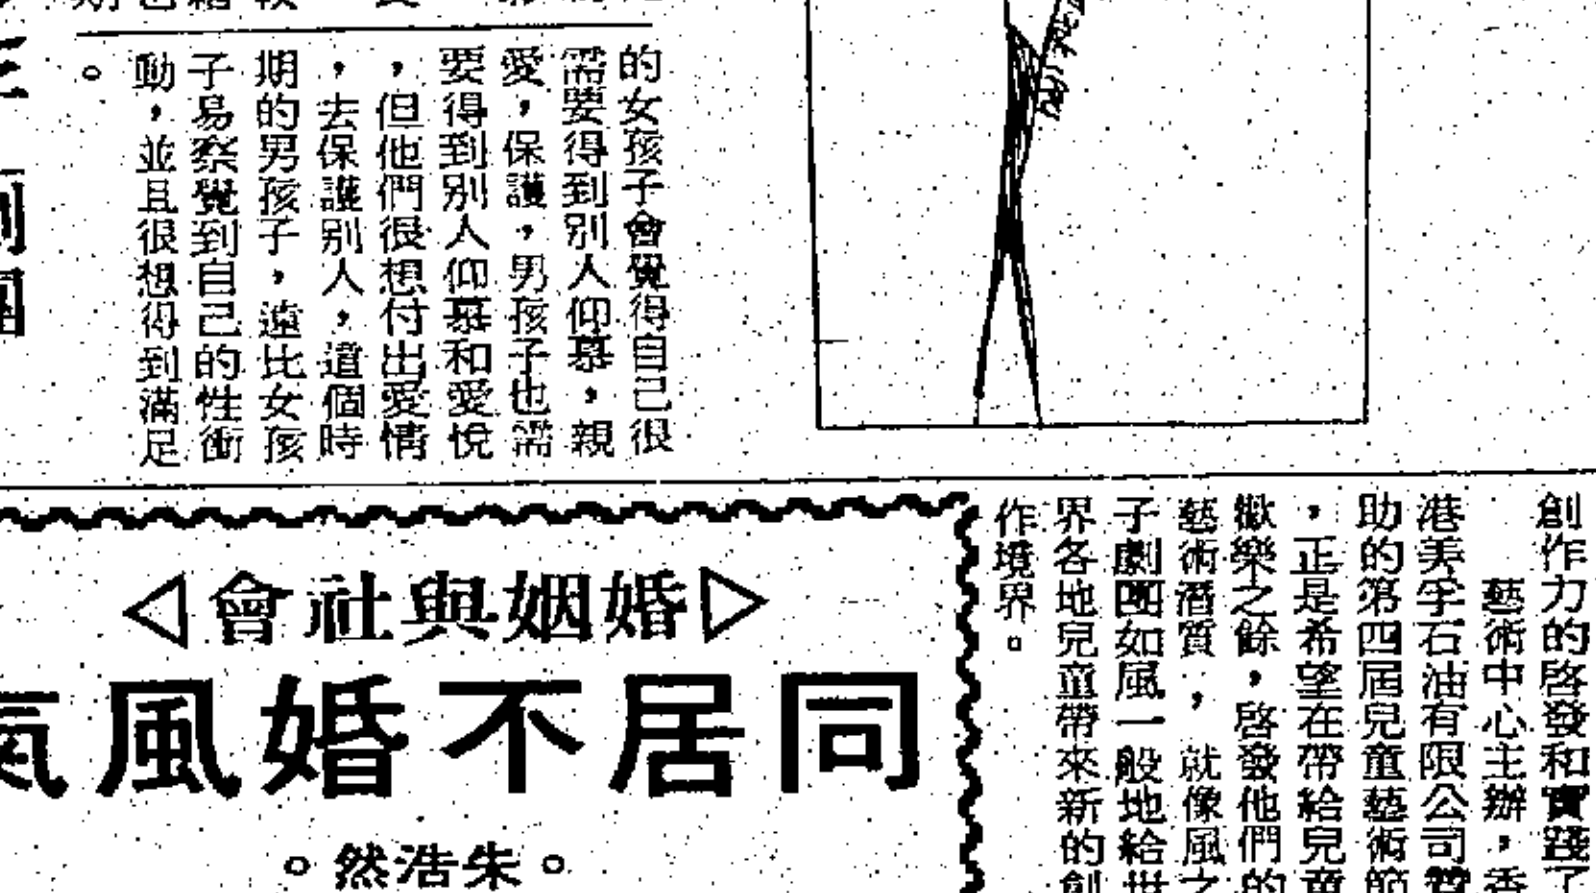 的女孩子會覺得自己很
需要得到別人仰慕，親
愛，保護，男孩子也需
要得到別人仰慕和愛悅
，但他們很想付出愛情
，去保護別人，這個時
期的男孩子，遠比女孩
子易察覺到自己的性衝
動，並且很想得到滿足
。
創作力的啓發和實踐了
藝術中心主辦，香
港美孚石油有限公司贊
助的第四屆兒童藝術節
，正是希望在帶給兒童
歡樂之餘，啓發他們的
藝術潛質，就像風之
子劇團如風一般地給世
界各地兒童帶來新的創
作境界。
婚姻與社會
同居不婚風氣
朱浩然